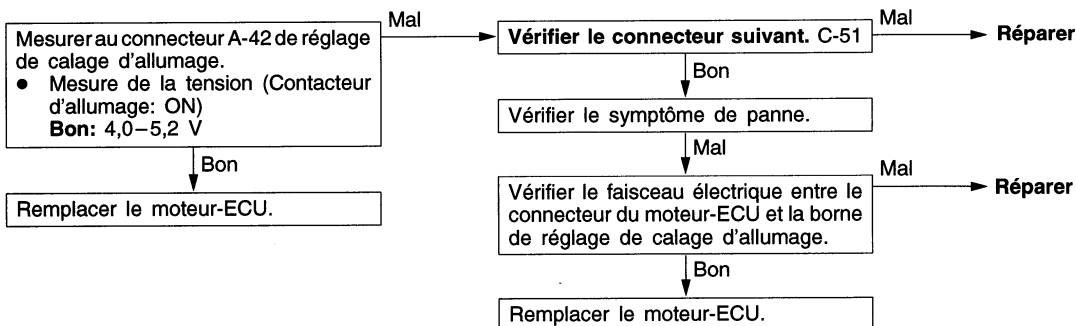 Mesurer au connecteur A-42 de réglage
de calage d'allumage.
● Mesure de la tension (Contacteur
d'allumage: ON)
Bon: 4,0–5,2 V
Mal
Bon
Remplacer le moteur-ECU.
Vérifier le connecteur suivant. C-51
Mal
Réparer
Bon
Vérifier le symptôme de panne.
Mal
Vérifier le faisceau électrique entre le
connecteur du moteur-ECU et la borne
de réglage de calage d'allumage.
Mal
Réparer
Bon
Remplacer le moteur-ECU.